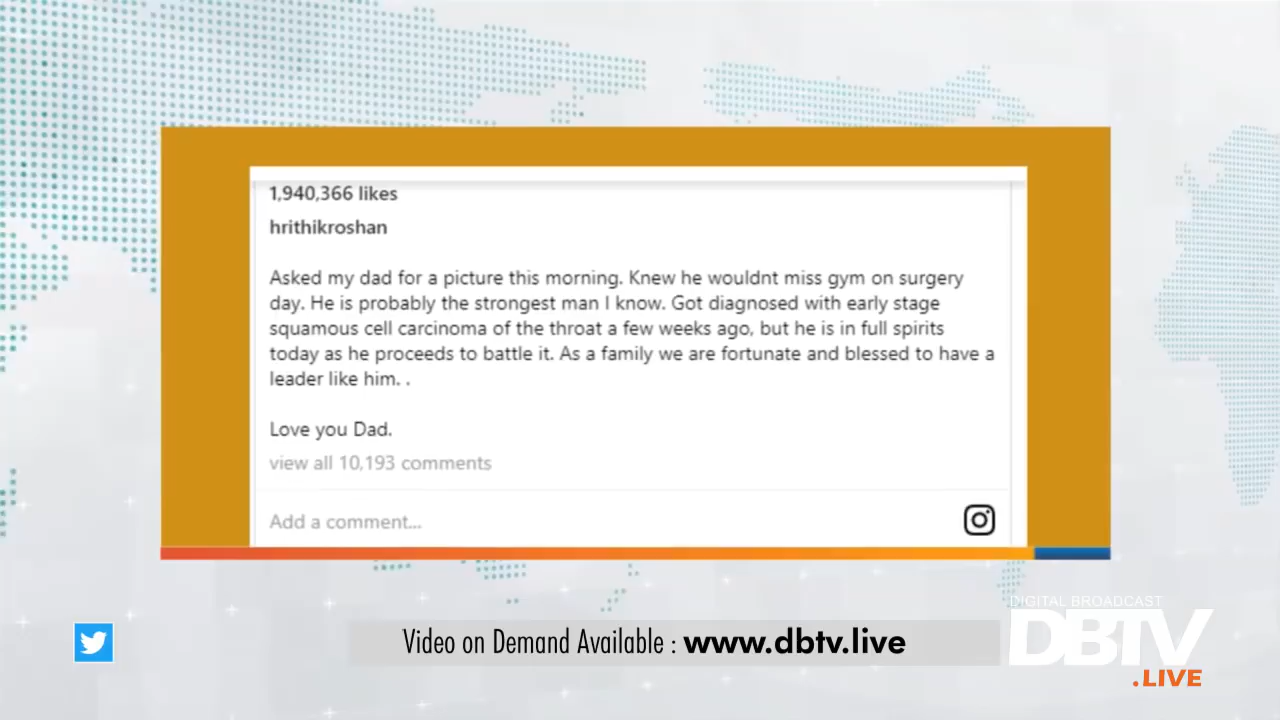 1,940,366 likes
hrithikroshan
Asked my dad for a picture this morning. Knew he wouldnt miss gym on surgery
day. He is probably the strongest man I know. Got diagnosed with early stage
squamous cell carcinoma of the throat a few weeks ago, but he is in full spirits
today as he proceeds to battle it. As a family we are fortunate and blessed to have a
leader like him. .
Love you Dad.
view all 10,193 comments
Add a comment...
Video on Demand Available : www.dbtv.live
DIGITAL BROADCAST
DBTV
.LIVE